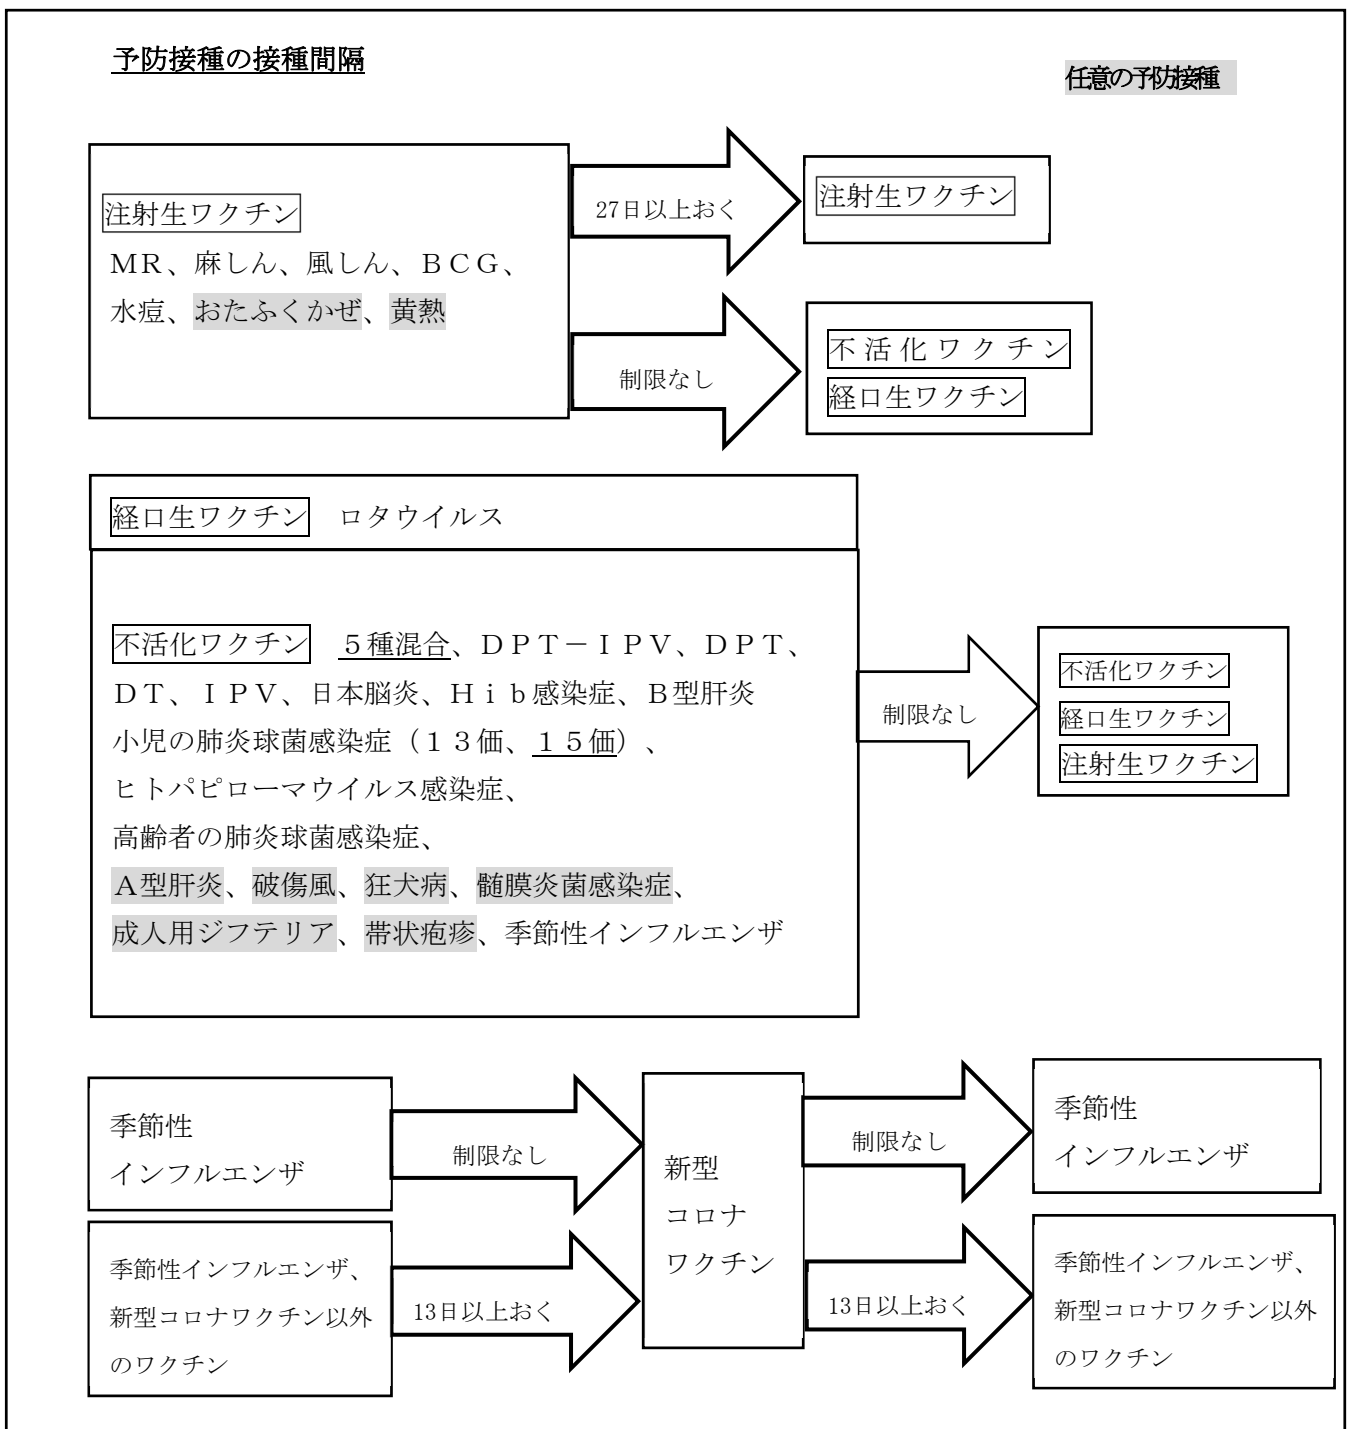 予防接種の接種間隔
任意の予防接種
注射生ワクチン
MR、麻しん、風しん、ＢＣＧ、
水痘、おたふくかぜ、黄熱
27日以上おく
注射生ワクチン
制限なし
不活化ワクチン
経口生ワクチン
経口生ワクチン　ロタウイルス
不活化ワクチン　５種混合、ＤＰＴ－ＩＰＶ、ＤＰＴ、
ＤＴ、ＩＰＶ、日本脳炎、Ｈｉｂ感染症、Ｂ型肝炎
小児の肺炎球菌感染症（１３価、１５価）、
ヒトパピローマウイルス感染症、
高齢者の肺炎球菌感染症、
Ａ型肝炎、破傷風、狂犬病、髄膜炎菌感染症、
成人用ジフテリア、帯状疱疹、季節性インフルエンザ
制限なし
不活化ワクチン
経口生ワクチン
注射生ワクチン
季節性
インフルエンザ
制限なし
季節性インフルエンザ、
新型コロナワクチン以外
のワクチン
13日以上おく
新型
コロナ
ワクチン
制限なし
季節性
インフルエンザ
13日以上おく
季節性インフルエンザ、
新型コロナワクチン以外
のワクチン